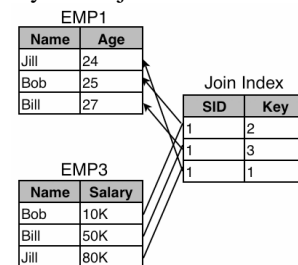 EMP1
Name Age
Jill 24
Bob 25
Bill 27
Join Index
SID Key
1 2
1 3
1 1
EMP3
Name Salary
Bob 10K
Bill 50K
Jill 80K